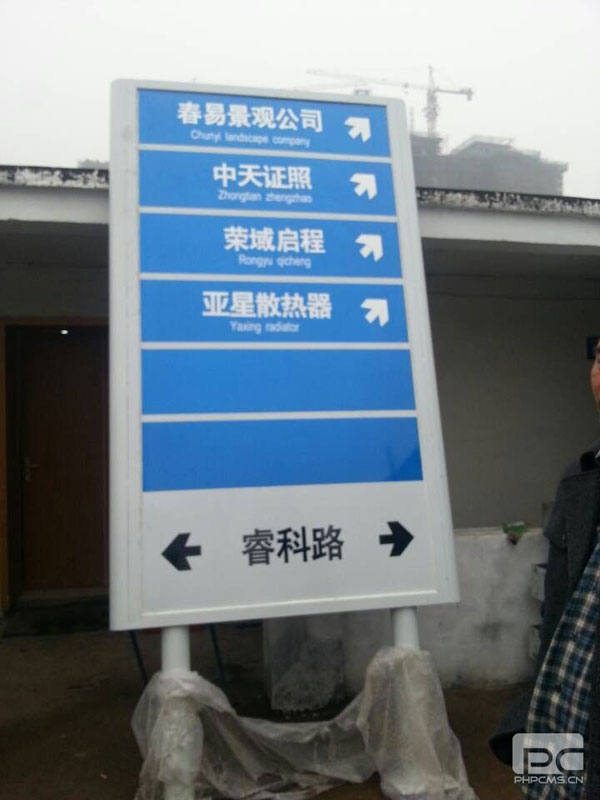 春易景观公司
Chunyi landscape company
中天证照
Zhongtian zhengzhao
荣域启程
Rongyu qicheng
亚星散热器
Yaxing radiator
睿科路
PC
PHPCMS.CN